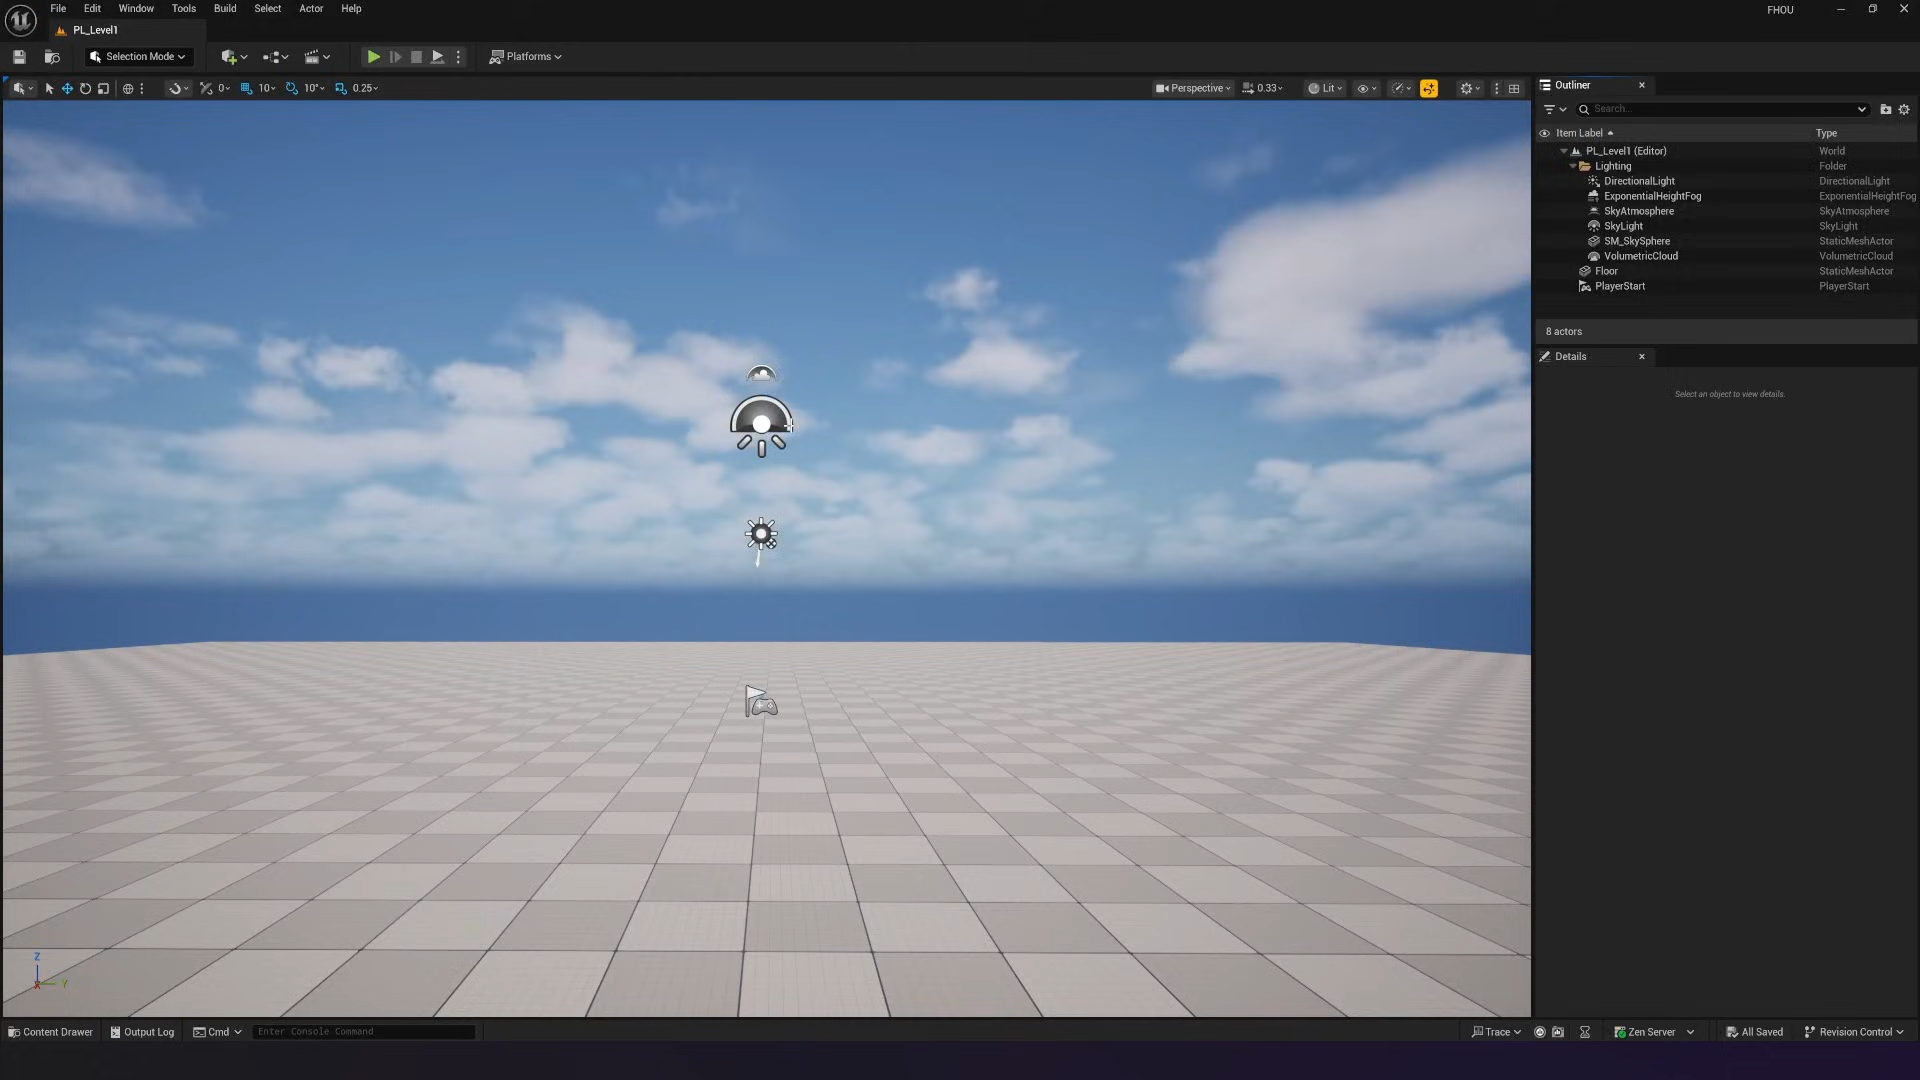 File Edit Window Tools Build Select Actor Help
FHOU
PL_Level1
Selection Mode
Platforms
0 10 10° 0.25
Perspective 0.33 Lit
Outliner
Search...
Item Label Type
PL_Level1 (Editor) World
Lighting Folder
DirectionalLight DirectionalLight
ExponentialHeightFog ExponentialHeightFog
SkyAtmosphere SkyAtmosphere
SkyLight SkyLight
SM_SkySphere StaticMeshActor
VolumetricCloud VolumetricCloud
Floor StaticMeshActor
PlayerStart PlayerStart
8 actors
Details
Select an object to view details.
Z
X
Y
Content Drawer Output Log Cmd Enter Console Command
Trace Zen Server All Saved Revision Control